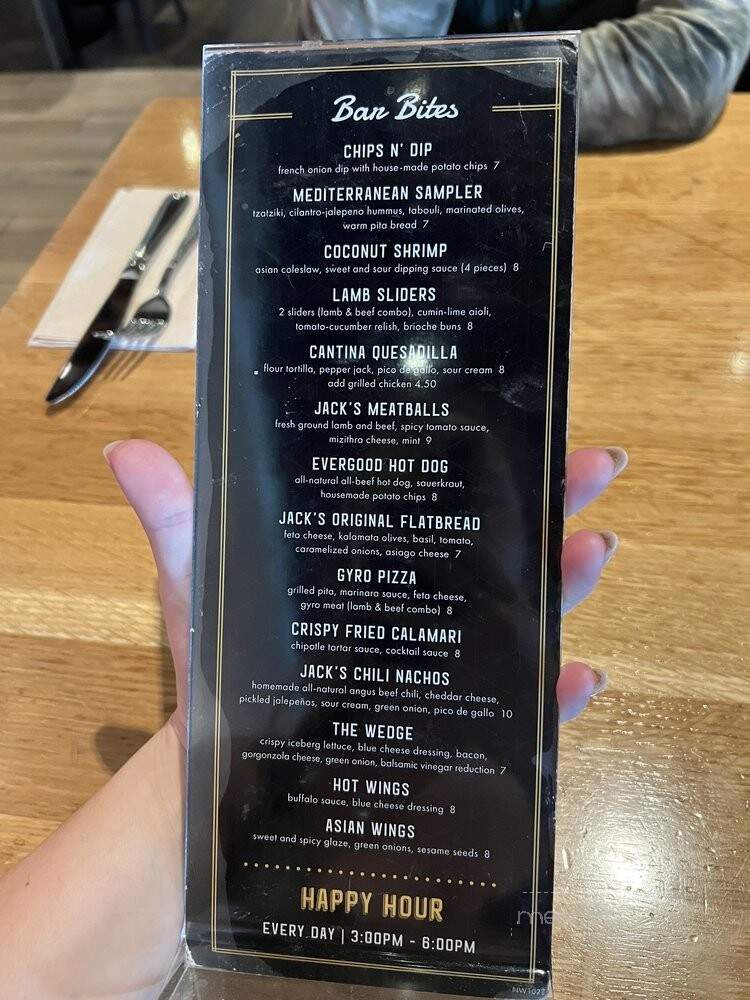 Bar Bites
CHIPS N' DIP
french onion dip with house-made potato chips 7
MEDITERRANEAN SAMPLER
tzatziki, cilantro-jalepeno hummus, tabouli, marinated olives,
warm pita bread 7
COCONUT SHRIMP
asian coleslaw, sweet and sour dipping sauce (4 pieces) 8
LAMB SLIDERS
2 sliders (lamb & beef combo), cumin-lime aioli,
tomato-cucumber relish, brioche buns 8
CANTINA QUESADILLA
flour tortilla, pepper jack, pico de gallo, sour cream 8
add grilled chicken 4.50
JACK'S MEATBALLS
fresh ground lamb and beef, spicy tomato sauce,
mizithra cheese, mint 9
EVERGOOD HOT DOG
all-natural all-beef hot dog, sauerkraut,
housemade potato chips 8
JACK'S ORIGINAL FLATBREAD
feta cheese, kalamata olives, basil, tomato,
caramelized onions, asiago cheese 7
GYRO PIZZA
grilled pita, marinara sauce, feta cheese,
gyro meat (lamb & beef combo) 8
CRISPY FRIED CALAMARI
chipotle tartar sauce, cocktail sauce 8
JACK'S CHILI NACHOS
homemade all-natural angus beef chili, cheddar cheese,
pickled jalepeños, sour cream, green onion, pico de gallo 10
THE WEDGE
crispy iceberg lettuce, blue cheese dressing, bacon,
gorgonzola cheese, green onion, balsamic vinegar reduction 7
HOT WINGS
buffalo sauce, blue cheese dressing 8
ASIAN WINGS
sweet and spicy glaze, green onions, sesame seeds 8
HAPPY HOUR
EVERY DAY | 3:00PM - 6:00PM